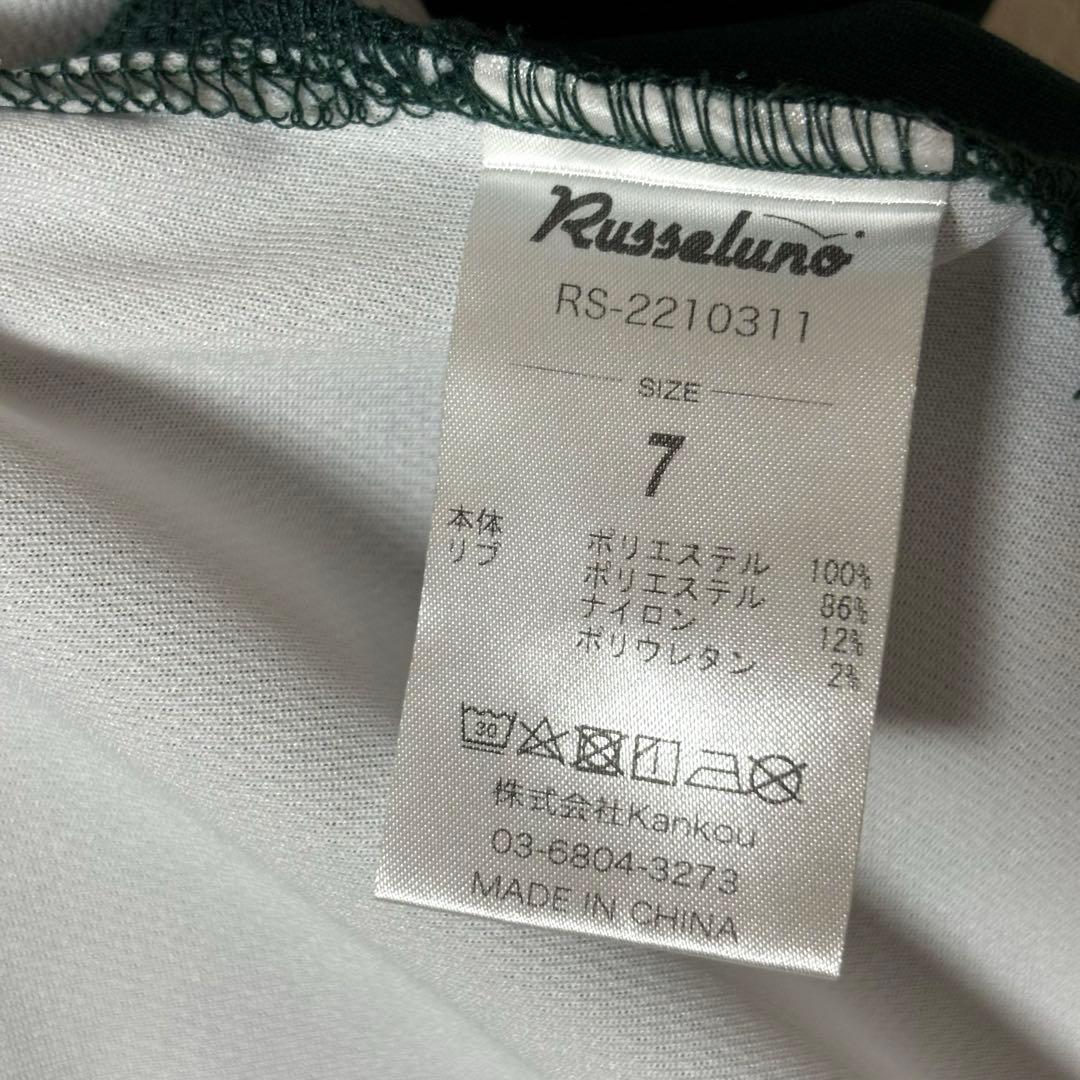 Russeluno
RS-2210311
SIZE
7
本体 ポリエステル 100%
リブ ポリエステル 86%
ナイロン 12%
ポリウレタン 2%
30
株式会社Kankou
03-6804-3273
MADE IN CHINA